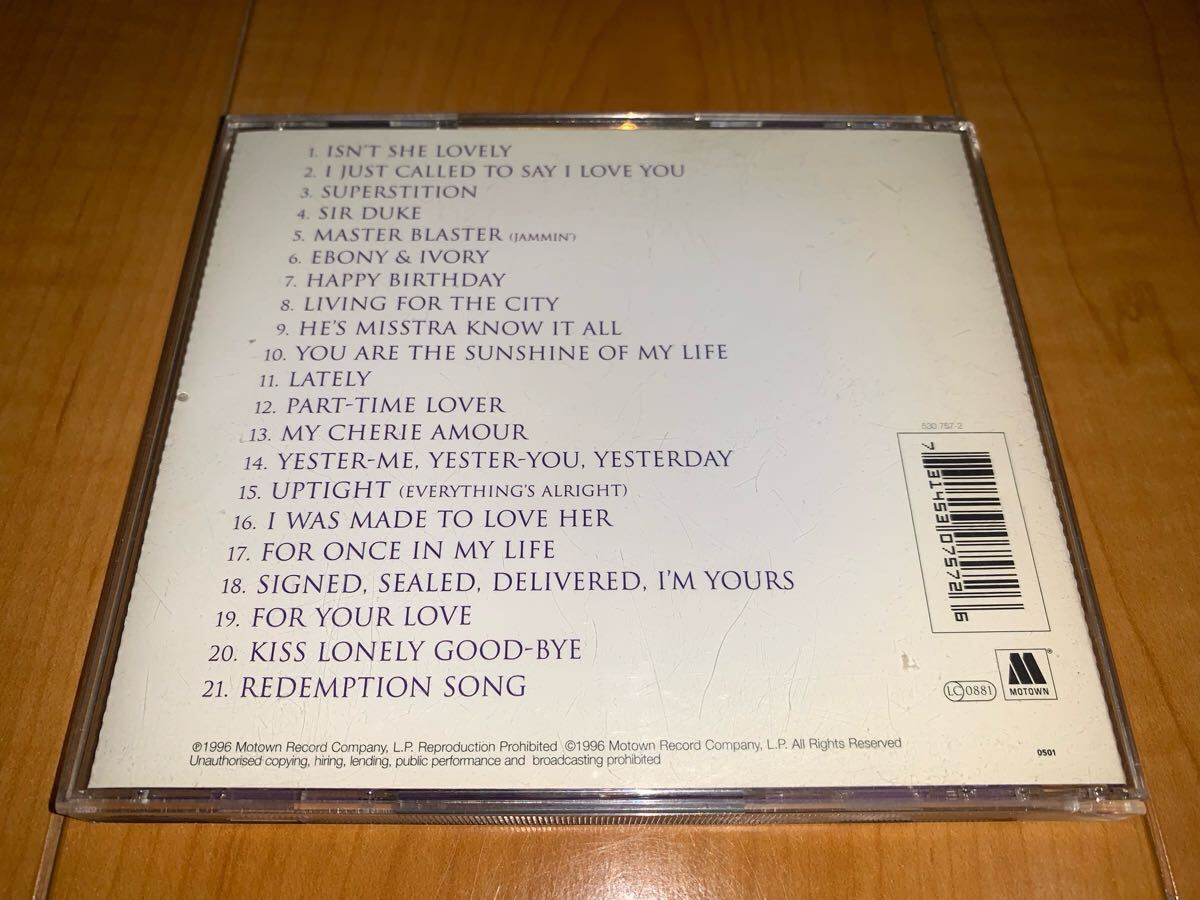 1. ISN'T SHE LOVELY
2. I JUST CALLED TO SAY I LOVE YOU
3. SUPERSTITION
4. SIR DUKE
5. MASTER BLASTER (JAMMIN')
6. EBONY & IVORY
7. HAPPY BIRTHDAY
8. LIVING FOR THE CITY
9. HE'S MISSTRA KNOW IT ALL
10. YOU ARE THE SUNSHINE OF MY LIFE
11. LATELY
12. PART-TIME LOVER
13. MY CHERIE AMOUR
14. YESTER-ME, YESTER-YOU, YESTERDAY
15. UPTIGHT (EVERYTHING'S ALRIGHT)
16. I WAS MADE TO LOVE HER
17. FOR ONCE IN MY LIFE
18. SIGNED, SEALED, DELIVERED, I'M YOURS
19. FOR YOUR LOVE
20. KISS LONELY GOOD-BYE
21. REDEMPTION SONG
530 757-2
7 31453 07572 6
LC 0881
M ®
MOTOWN
℗1996 Motown Record Company, L.P. Reproduction Prohibited ©1996 Motown Record Company, L.P. All Rights Reserved
Unauthorised copying, hiring, lending, public performance and broadcasting prohibited
0501